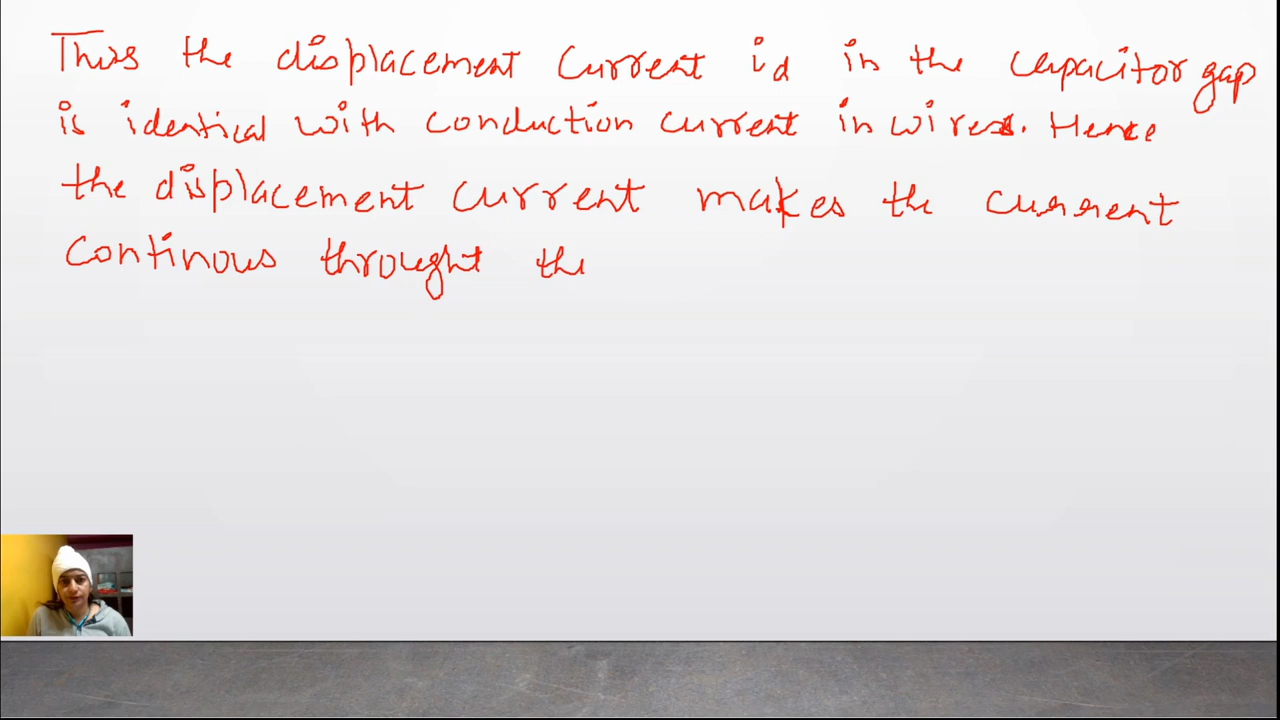 Thus the displacement current id in the capacitor gap
is identical with conduction current in wires. Hence
the displacement current makes the current
continous throught the